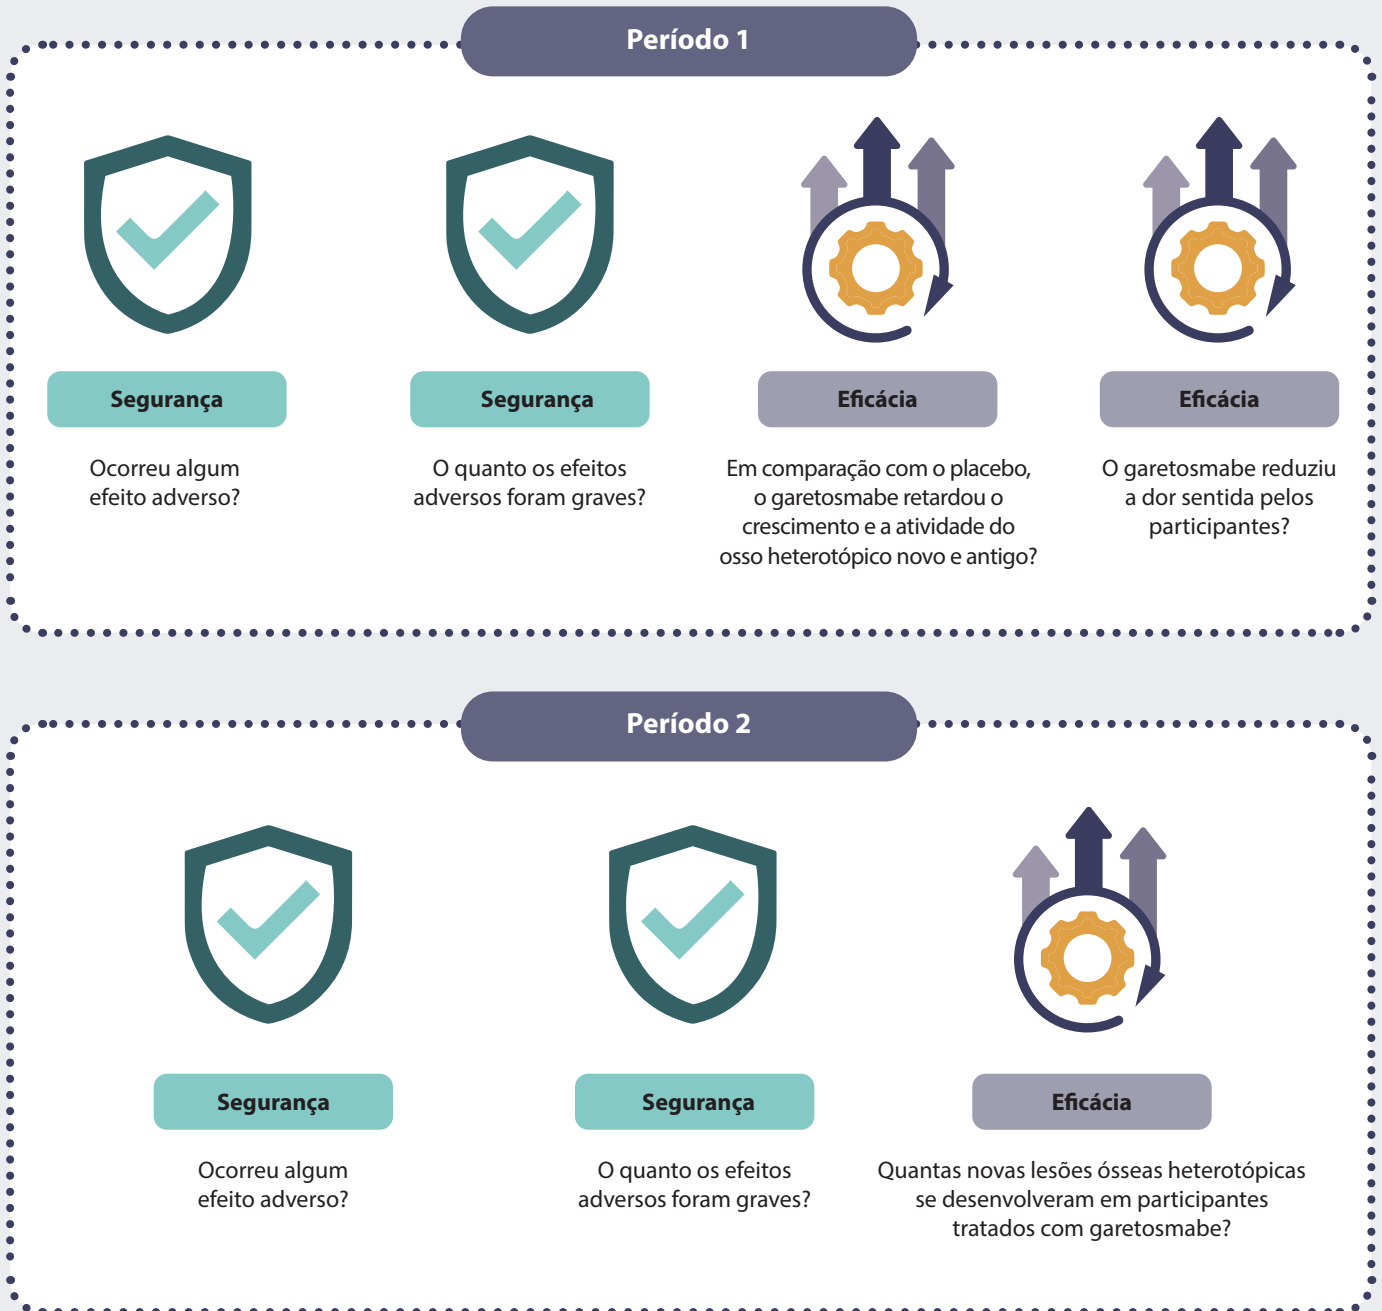 Período 1
Segurança
Ocorreu algum
efeito adverso?
Segurança
O quanto os efeitos
adversos foram graves?
Eficácia
Em comparação com o placebo,
o garetosmabe retardou o
crescimento e a atividade do
osso heterotópico novo e antigo?
Eficácia
O garetosmabe reduziu
a dor sentida pelos
participantes?
Período 2
Segurança
Ocorreu algum
efeito adverso?
Segurança
O quanto os efeitos
adversos foram graves?
Eficácia
Quantas novas lesões ósseas heterotópicas
se desenvolveram em participantes
tratados com garetosmabe?